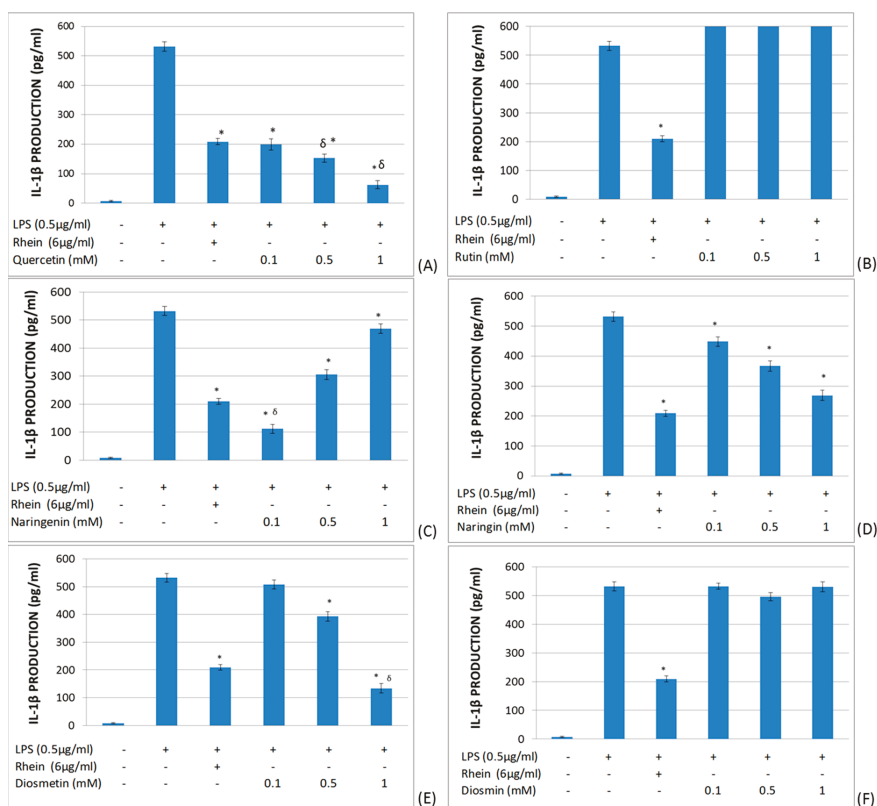 600
500
400
300
200
100
0
IL-1β PRODUCTION (pg/ml)
* * δ * * δ
LPS (0.5µg/ml) - + + + + +
Rhein (6µg/ml) - - + - - -
Quercetin (mM) - - - 0.1 0.5 1
(A)
600
500
400
300
200
100
0
IL-1β PRODUCTION (pg/ml)
*
LPS (0.5µg/ml) - + + + + +
Rhein (6µg/ml) - - + - - -
Rutin (mM) - - - 0.1 0.5 1
(B)
600
500
400
300
200
100
0
IL-1β PRODUCTION (pg/ml)
* * δ * *
LPS (0.5µg/ml) - + + + + +
Rhein (6µg/ml) - - + - - -
Naringenin (mM) - - - 0.1 0.5 1
(C)
600
500
400
300
200
100
0
IL-1β PRODUCTION (pg/ml)
* * * *
LPS (0.5µg/ml) - + + + + +
Rhein (6µg/ml) - - + - - -
Naringin (mM) - - - 0.1 0.5 1
(D)
600
500
400
300
200
100
0
IL-1β PRODUCTION (pg/ml)
* * * δ
LPS (0.5µg/ml) - + + + + +
Rhein (6µg/ml) - - + - - -
Diosmetin (mM) - - - 0.1 0.5 1
(E)
600
500
400
300
200
100
0
IL-1β PRODUCTION (pg/ml)
*
LPS (0.5µg/ml) - + + + + +
Rhein (6µg/ml) - - + - - -
Diosmin (mM) - - - 0.1 0.5 1
(F)